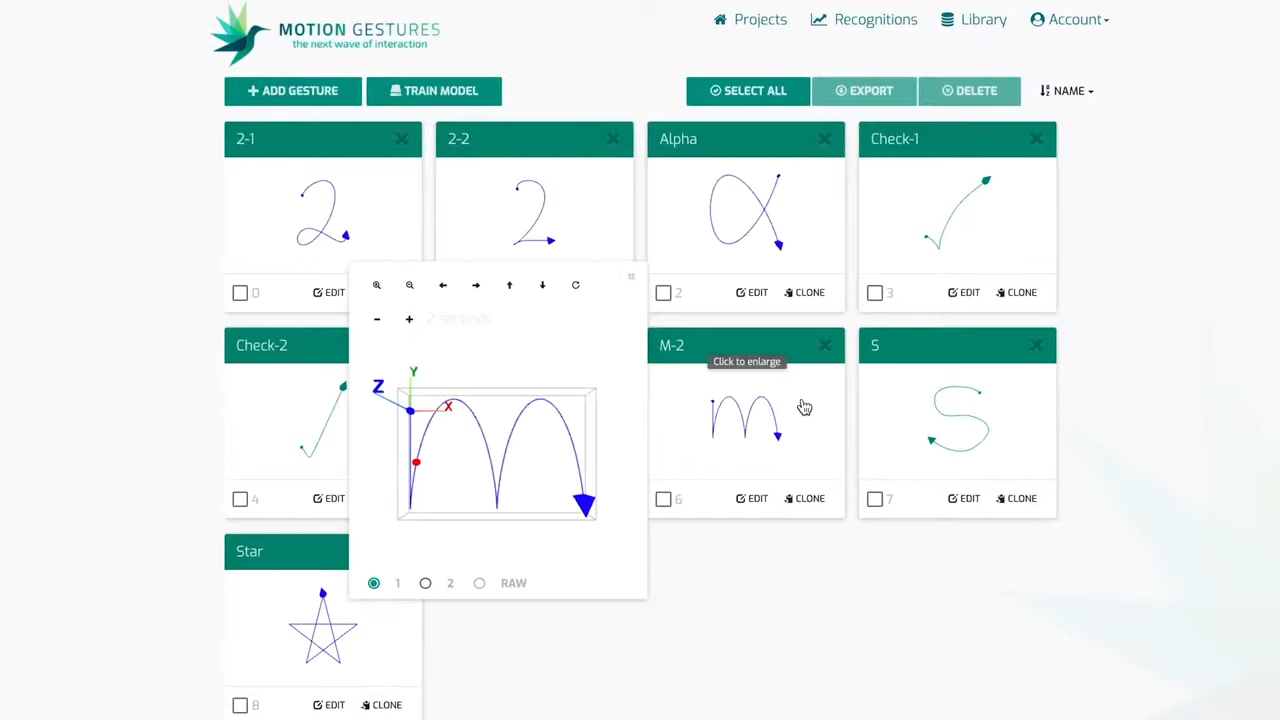 MOTION GESTURES
the next wave of interaction
Projects
Recognitions
Library
Account
ADD GESTURE
TRAIN MODEL
SELECT ALL
EXPORT
DELETE
NAME
2-1
2-2
Alpha
Check-1
0
EDIT
2
EDIT
CLONE
3
EDIT
CLONE
2 seconds
Check-2
M-2
S
Click to enlarge
Z
Y
X
4
EDIT
6
EDIT
CLONE
7
EDIT
CLONE
Star
1
2
RAW
8
EDIT
CLONE